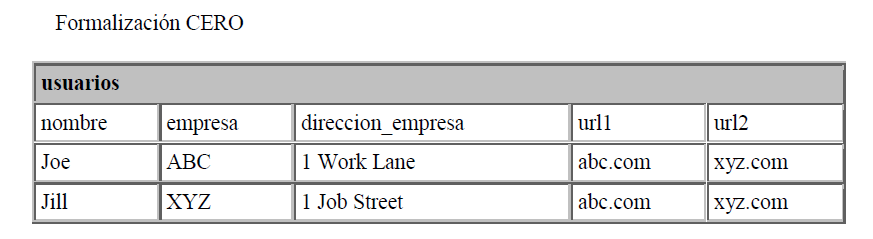 Formalización CERO
usuarios
nombre empresa direccion_empresa url1 url2
Joe ABC 1 Work Lane abc.com xyz.com
Jill XYZ 1 Job Street abc.com xyz.com